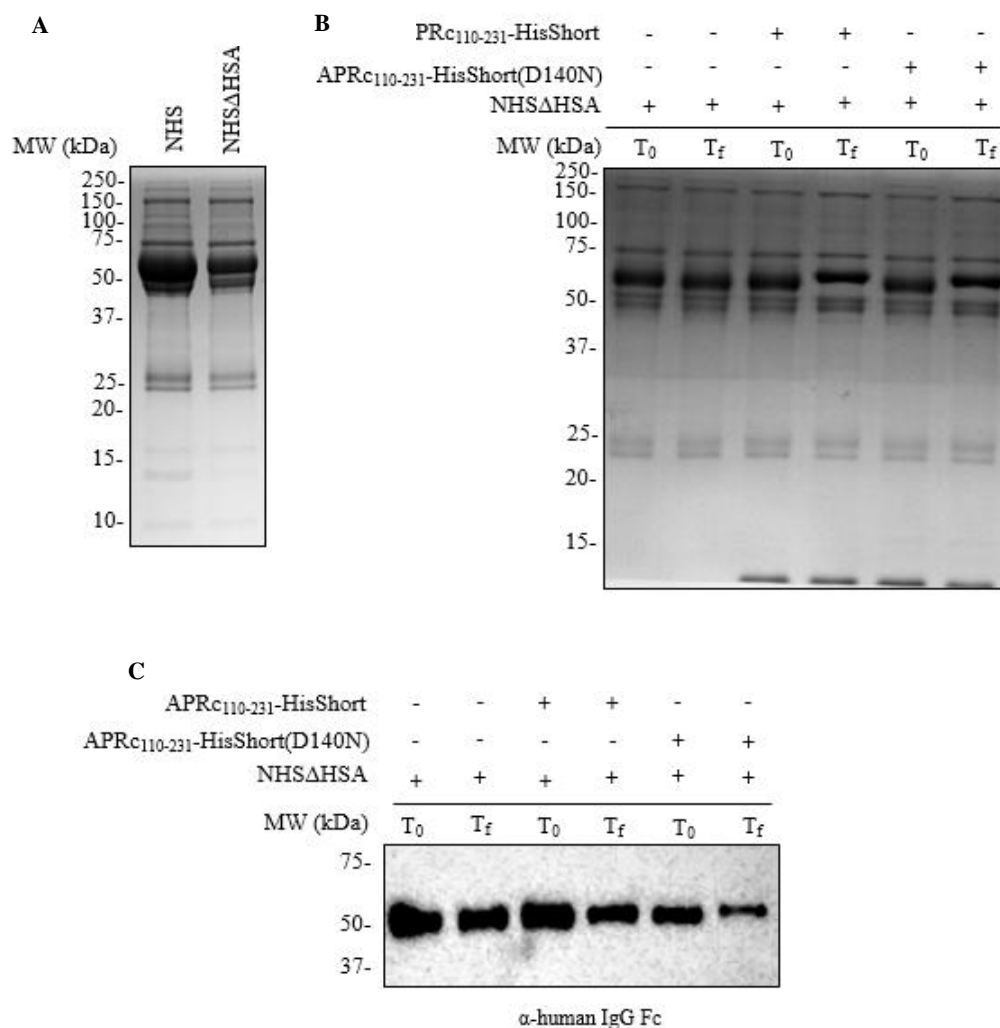 A
NHS
NHSΔHSA
MW (kDa)
250-
150-
100-
75-
50-
37-
25-
20-
15-
10-
B
PRc110-231-HisShort - - + + - -
APRc110-231-HisShort(D140N) - - - - + +
NHSΔHSA + + + + + +
MW (kDa) T0 Tf T0 Tf T0 Tf
250-
150-
100-
75-
50-
37-
25-
20-
15-
C
APRc110-231-HisShort - - + + - -
APRc110-231-HisShort(D140N) - - - - + +
NHSΔHSA + + + + + +
MW (kDa) T0 Tf T0 Tf T0 Tf
75-
50-
37-
α-human IgG Fc